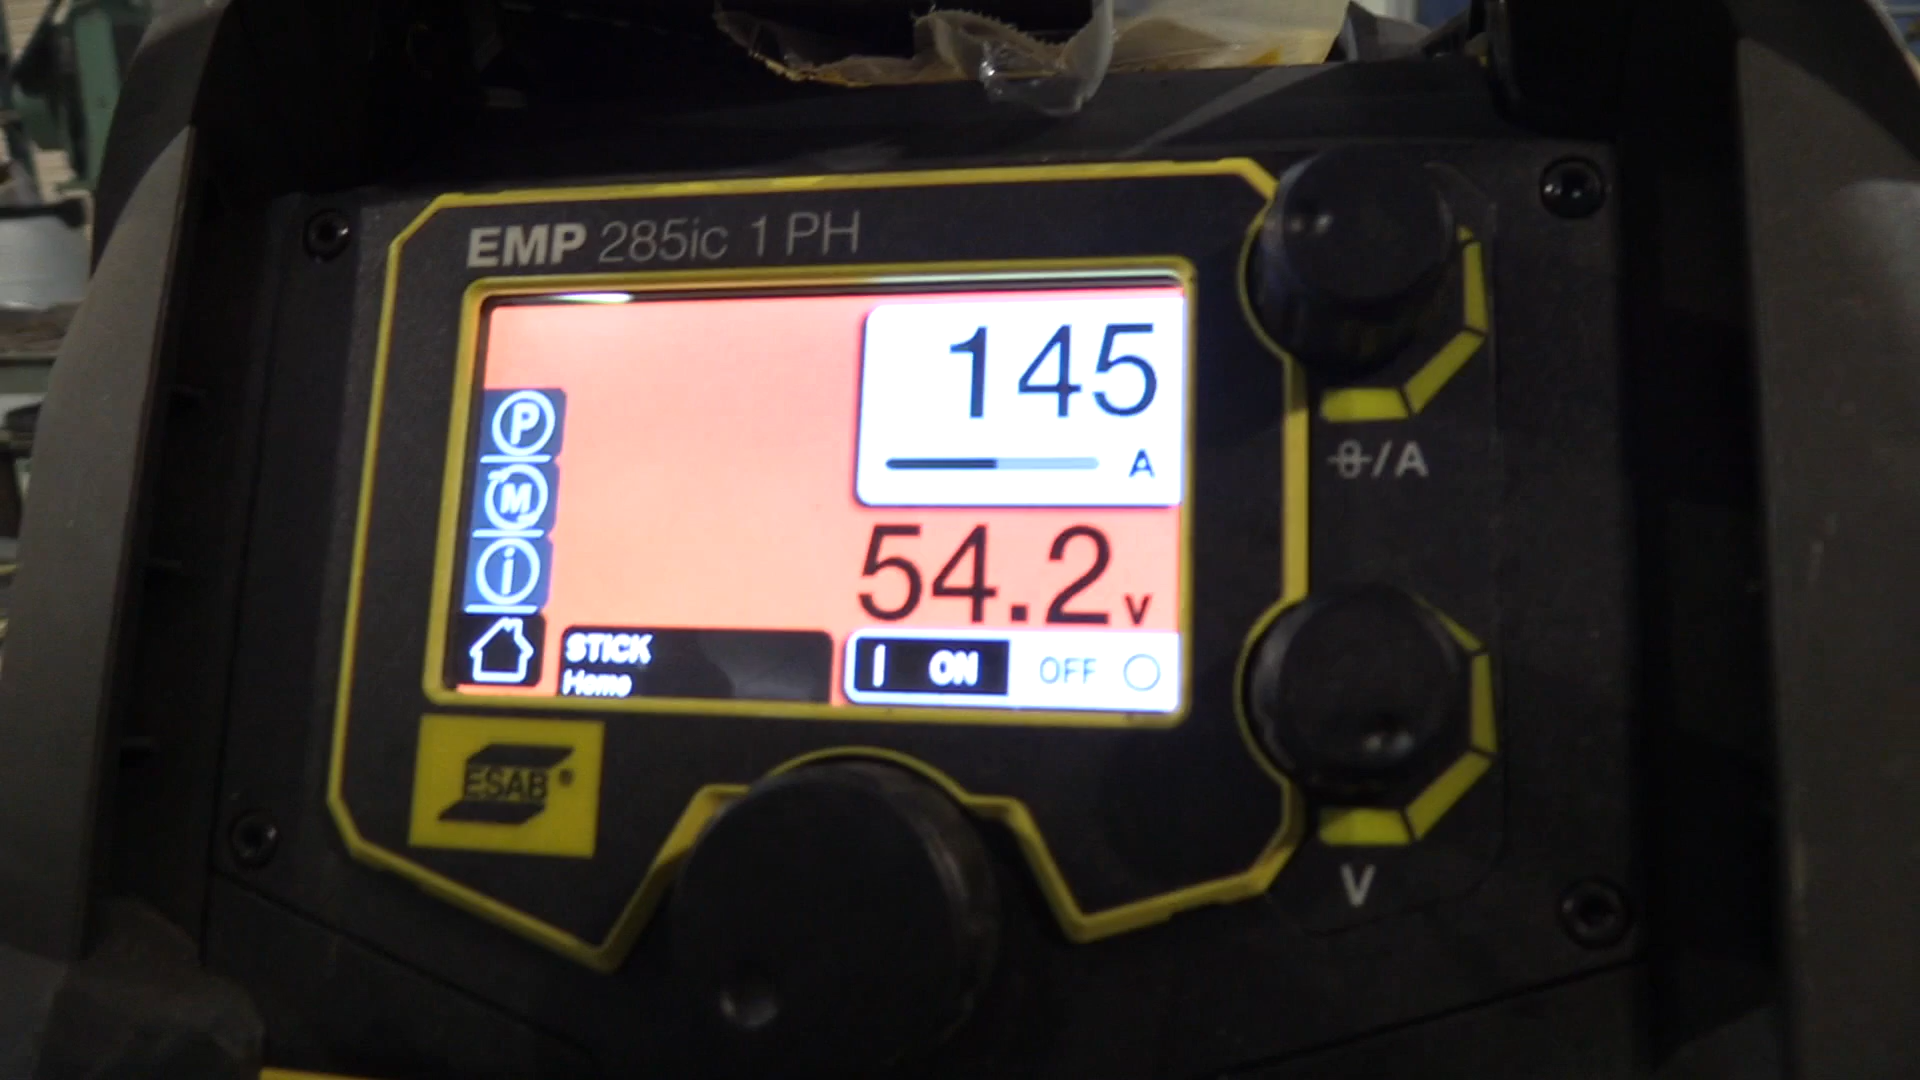 EMP 285ic 1 PH
145
A
54.2 V
P
M
i
STICK
Home
I ON OFF
/A
V
ESAB®